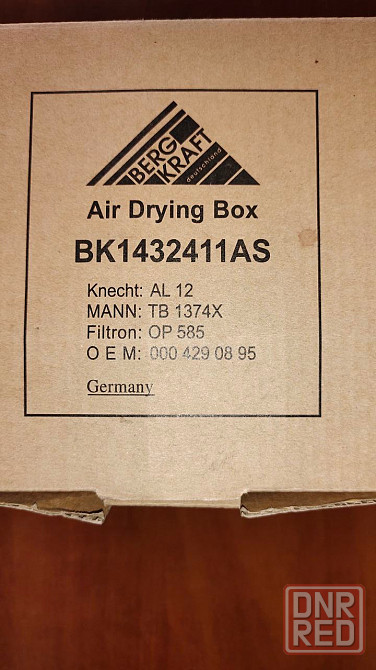 BERG
KRAFT
deutschland
Air Drying Box
BK1432411AS
Knecht: AL 12
MANN: TB 1374X
Filtron: OP 585
O E M: 000 429 08 95
Germany
DNR
RED